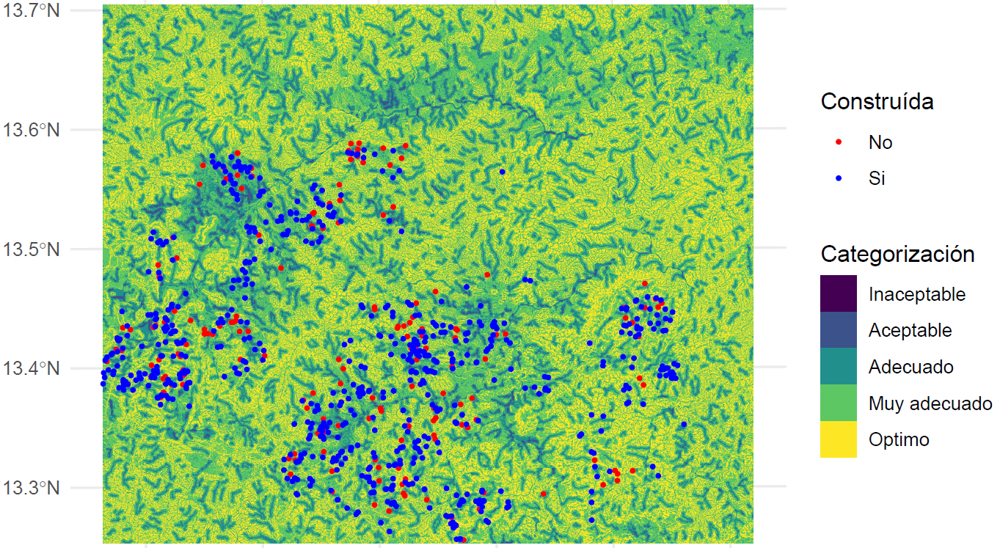 13.7°N
13.6°N
13.5°N
13.4°N
13.3°N
Construída
No
Si
Categorización
Inaceptable
Aceptable
Adecuado
Muy adecuado
Optimo